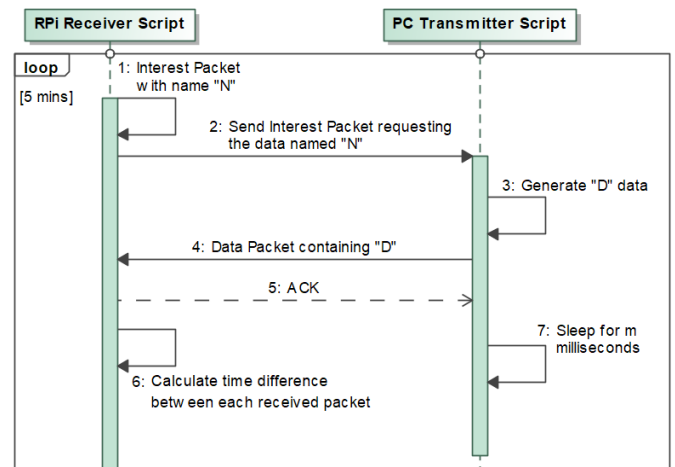 RPi Receiver Script
PC Transmitter Script
loop
[5 mins]
1: Interest Packet
with name "N"
2: Send Interest Packet requesting
the data named "N"
3: Generate "D" data
4: Data Packet containing "D"
5: ACK
7: Sleep for m
milliseconds
6: Calculate time difference
between each received packet